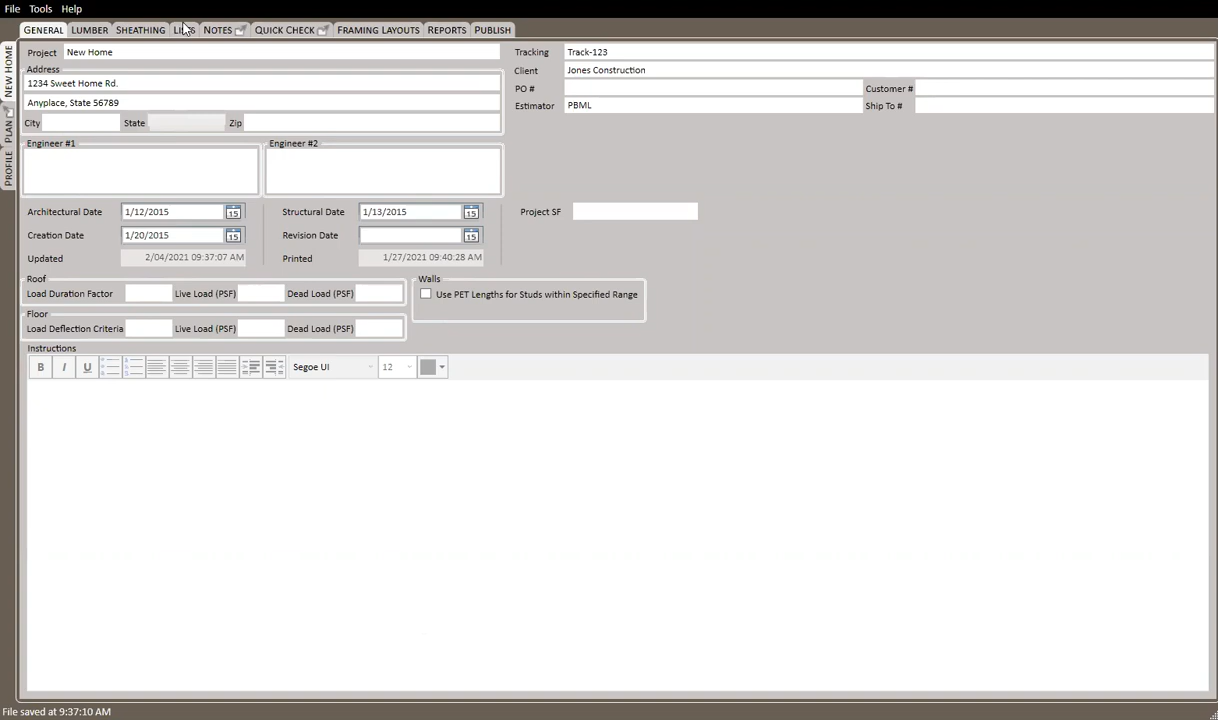 File Tools Help
GENERAL LUMBER SHEATHING NOTES QUICK CHECK FRAMING LAYOUTS REPORTS PUBLISH
NEW HOME
PLAN
PROFILE
Project New Home
Address
1234 Sweet Home Rd.
Anyplace, State 56789
City State Zip
Tracking Track-123
Client Jones Construction
PO # Customer #
Estimator PBML Ship To #
Engineer #1 Engineer #2
Architectural Date 1/12/2015 15 Structural Date 1/13/2015 15 Project SF
Creation Date 1/20/2015 15 Revision Date 15
Updated 2/04/2021 09:37:07 AM Printed 1/27/2021 09:40:28 AM
Roof
Load Duration Factor Live Load (PSF) Dead Load (PSF)
Walls
Use PET Lengths for Studs within Specified Range
Floor
Load Deflection Criteria Live Load (PSF) Dead Load (PSF)
Instructions
B I U Segoe UI 12
File saved at 9:37:10 AM